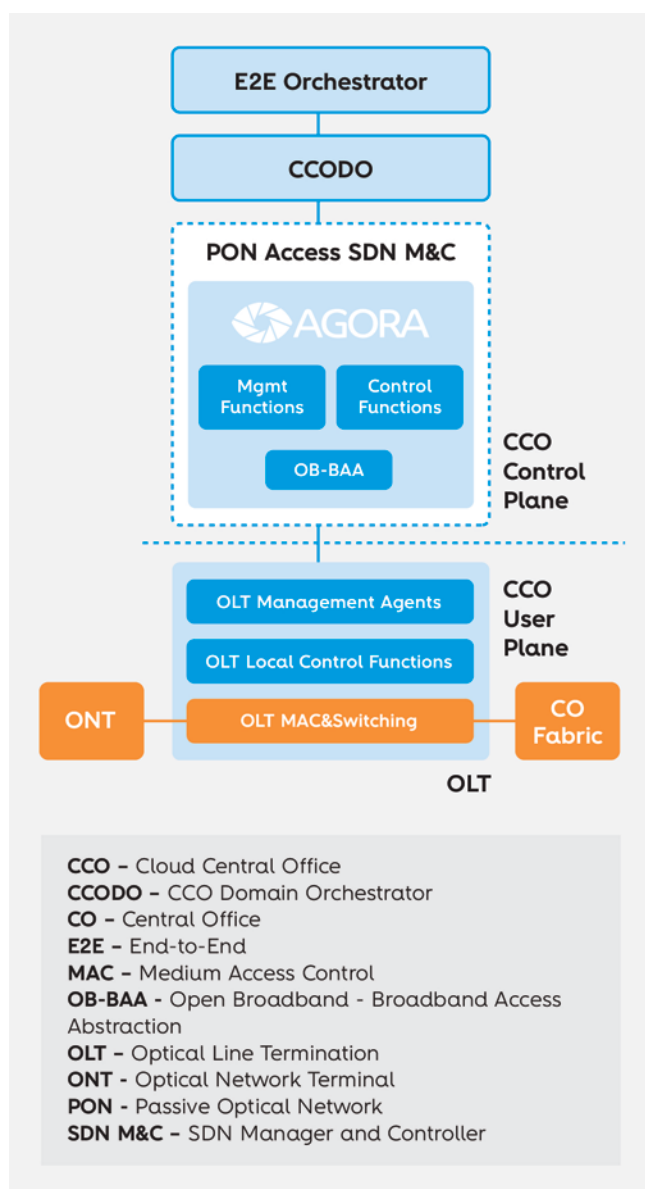 E2E Orchestrator
CCODO
PON Access SDN M&C
AGORA
Mgmt
Functions
Control
Functions
OB-BAA
CCO
Control
Plane
OLT Management Agents
CCO
User
Plane
OLT Local Control Functions
ONT
OLT MAC&Switching
CO
Fabric
OLT
CCO – Cloud Central Office
CCODO – CCO Domain Orchestrator
CO – Central Office
E2E – End-to-End
MAC – Medium Access Control
OB-BAA - Open Broadband - Broadband Access
Abstraction
OLT – Optical Line Termination
ONT - Optical Network Terminal
PON - Passive Optical Network
SDN M&C – SDN Manager and Controller